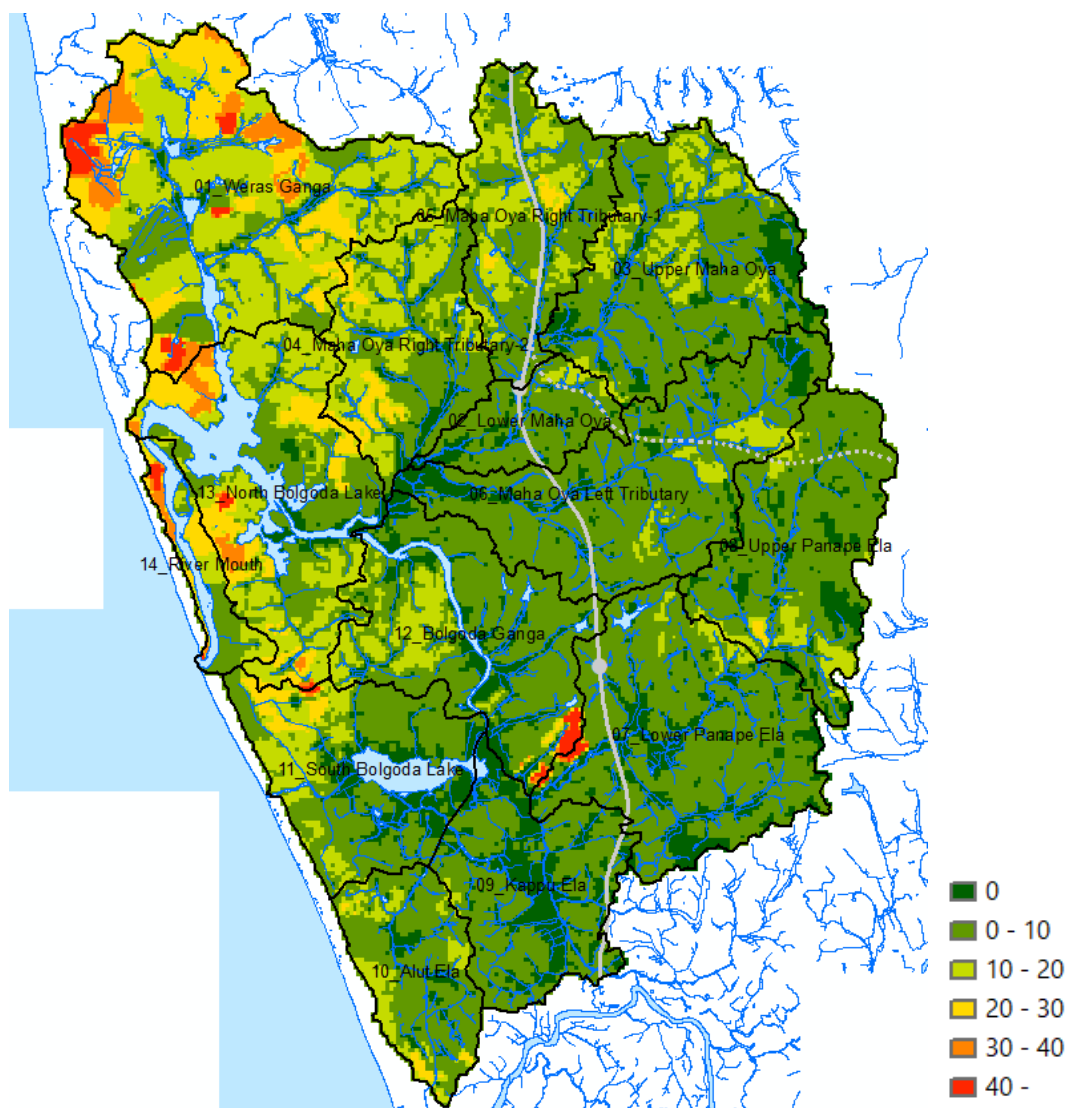 01_Weras Ganga
05_Maha Oya Right Tributary-1
03_Upper Maha Oya
04_Maha Oya Right Tributary-2
02_Lower Maha Oya
13_North Bolgoda Lake
06_Maha Oya Left Tributary
08_Upper Panape Ela
14_River Mouth
12_Bolgoda Ganga
07_Lower Panape Ela
11_South Bolgoda Lake
09_Kappu Ela
10_Alut Ela
0
0 - 10
10 - 20
20 - 30
30 - 40
40 -